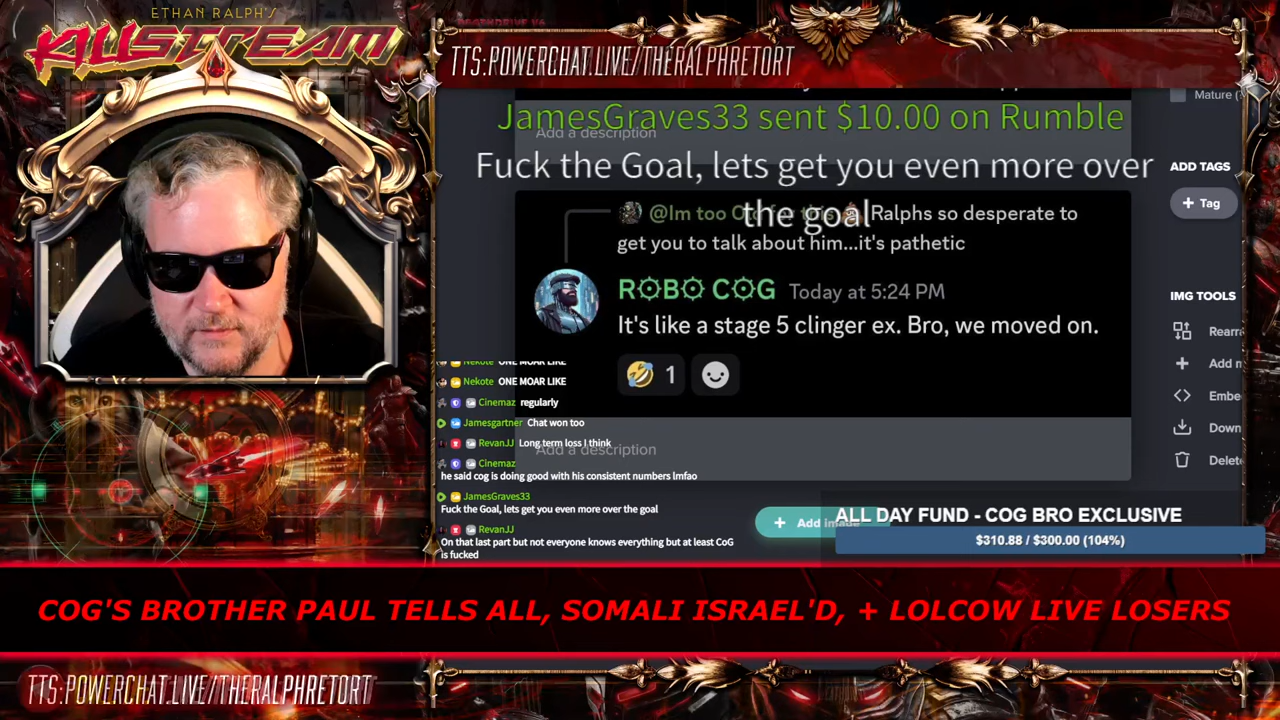 ETHAN RALPH'S
KILLSTREAM
TTS:POWERCHAT.LIVE/THERALPHRETORT
Mature (
JamesGraves33 sent $10.00 on Rumble
Add a description
Fuck the Goal, lets get you even more over
the goal
ADD TAGS
+ Tag
Ralphs so desperate to
get you to talk about him...it's pathetic
ROBO COG Today at 5:24 PM
It's like a stage 5 clinger ex. Bro, we moved on.
1
IMG TOOLS
Rearr
Add n
Embe
Down
Delet
Nekote ONE MOAR LIKE
Nekote ONE MOAR LIKE
Cinemaz regularly
Jamesgartner Chat won too
RevanJJ Long term loss I think
Add a description
Cinemaz
he said cog is doing good with his consistent numbers lmfao
JamesGraves33
Fuck the Goal, lets get you even more over the goal
RevanJJ
On that last part but not everyone knows everything but at least CoG
is fucked
+ Add image
ALL DAY FUND - COG BRO EXCLUSIVE
$310.88 / $300.00 (104%)
COG'S BROTHER PAUL TELLS ALL, SOMALI ISRAEL'D, + LOLCOW LIVE LOSERS
TTS:POWERCHAT.LIVE/THERALPHRETORT